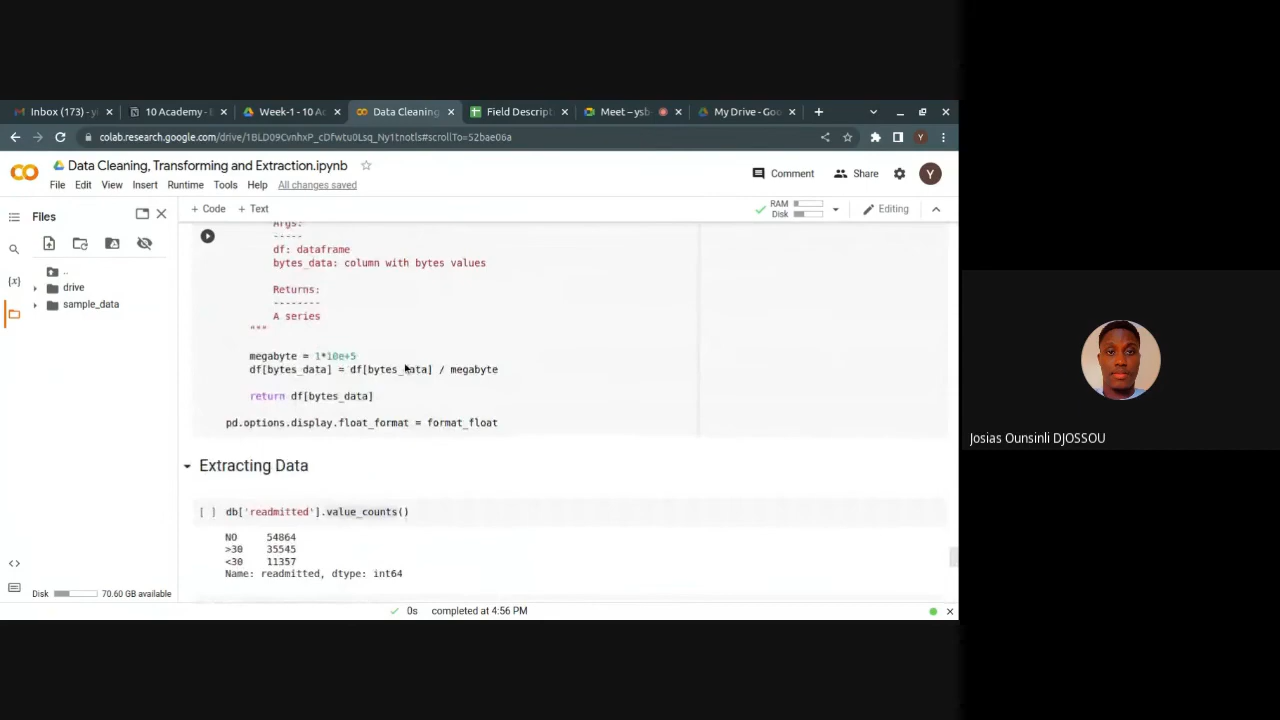 Inbox (173) - y
10 Academy - 
Week-1 - 10 Ac
Data Cleaning
Field Descript
Meet – ysb-
My Drive - Goo
colab.research.google.com/drive/1BLD09CvnhxP_cDfwtu0Lsq_Ny1tnotls#scrollTo=52bae06a
Data Cleaning, Transforming and Extraction.ipynb
File Edit View Insert Runtime Tools Help All changes saved
Comment Share Y
Files
+ Code + Text
RAM
Disk
Editing
..
drive
sample_data
Args:
-----
df: dataframe
bytes_data: column with bytes values
Returns:
--------
A series
"""
megabyte = 1*10e+5
df[bytes_data] = df[bytes_data] / megabyte
return df[bytes_data]
pd.options.display.float_format = format_float
Extracting Data
[ ] db['readmitted'].value_counts()
NO 54864
>30 35545
<30 11357
Name: readmitted, dtype: int64
Disk 70.60 GB available
0s completed at 4:56 PM
Josias Ounsinli DJOSSOU